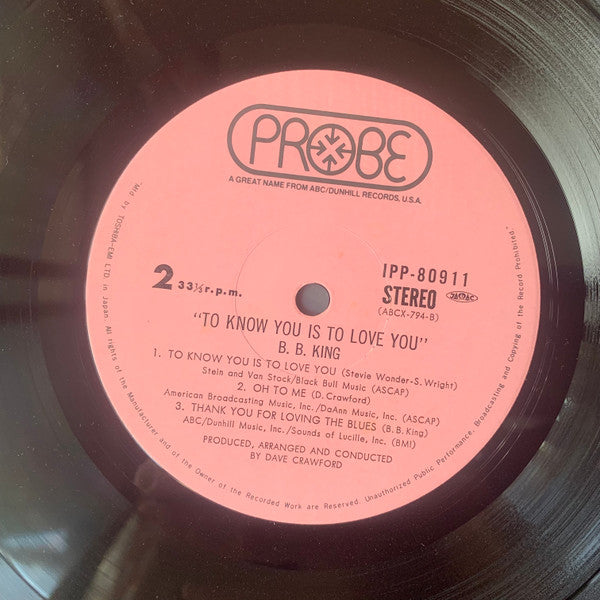 PROBE
A GREAT NAME FROM ABC/DUNHILL RECORDS, U.S.A.
2 33⅓ r.p.m.
IPP-80911
STEREO JASRAC
(ABCX-794-B)
"TO KNOW YOU IS TO LOVE YOU"
B. B. KING
1. TO KNOW YOU IS TO LOVE YOU (Stevie Wonder-S. Wright)
Stein and Van Stock/Black Bull Music (ASCAP)
2. OH TO ME (D. Crawford)
American Broadcasting Music, Inc./DaAnn Music, Inc. (ASCAP)
3. THANK YOU FOR LOVING THE BLUES (B. B. King)
ABC/Dunhill Music, Inc./Sounds of Lucille, Inc. (BMI)
PRODUCED, ARRANGED AND CONDUCTED
BY DAVE CRAWFORD
"Mfd. by TOSHIBA-EMI LTD. in Japan. All rights of the Manufacturer and of the Owner of the Recorded Work are Reserved. Unauthorized Public Performance, Broadcasting and Copying of the Record Prohibited"